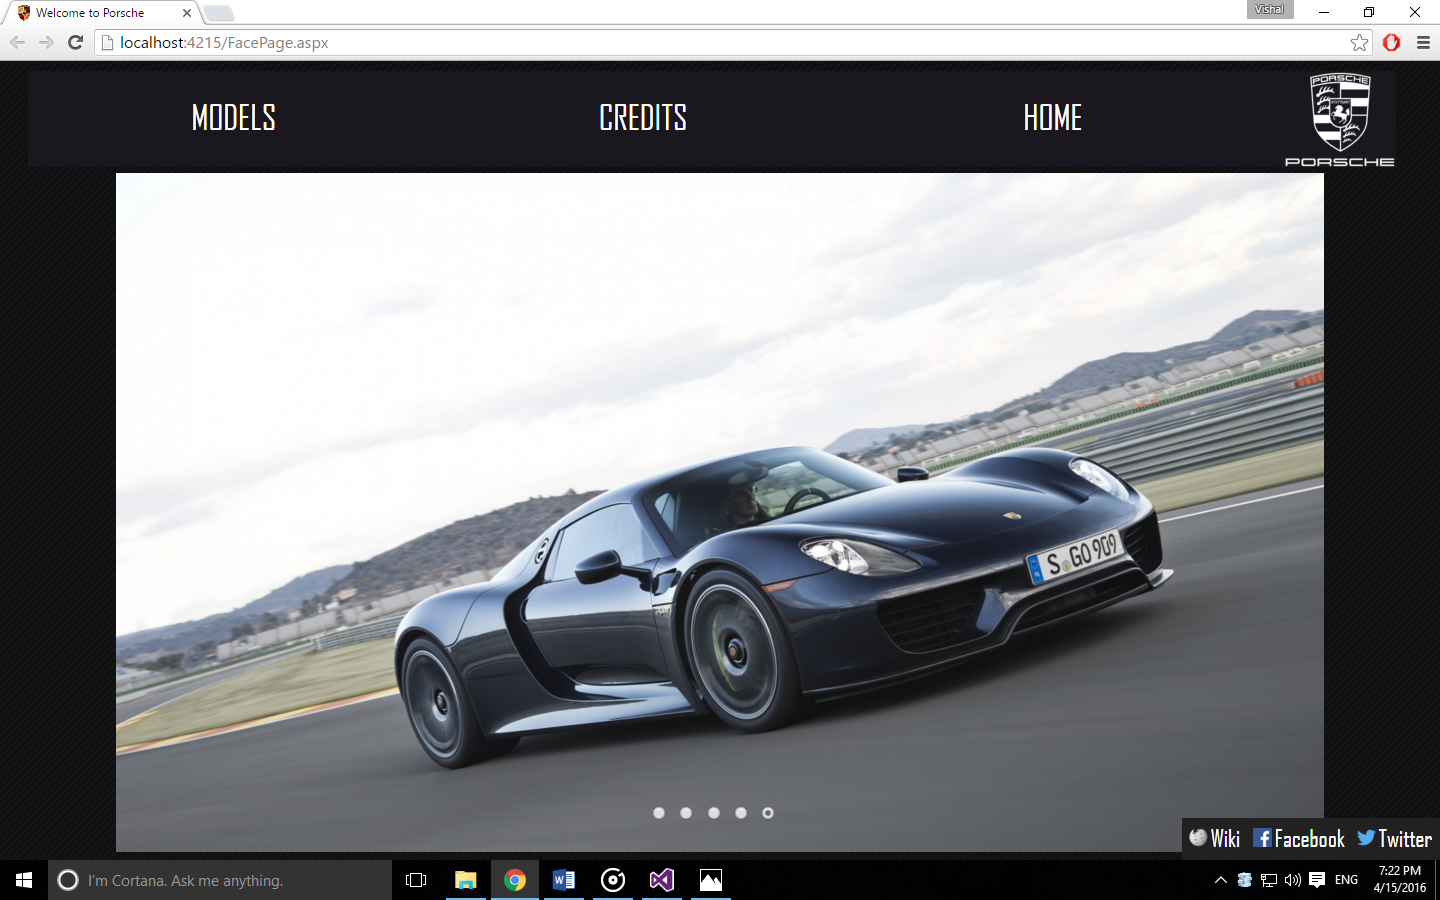 Welcome to Porsche
Vishal
localhost:4215/FacePage.aspx
MODELS
CREDITS
HOME
PORSCHE
PORSCHE
S GO 909
Wiki
Facebook
Twitter
I'm Cortana. Ask me anything.
ENG
7:22 PM
4/15/2016